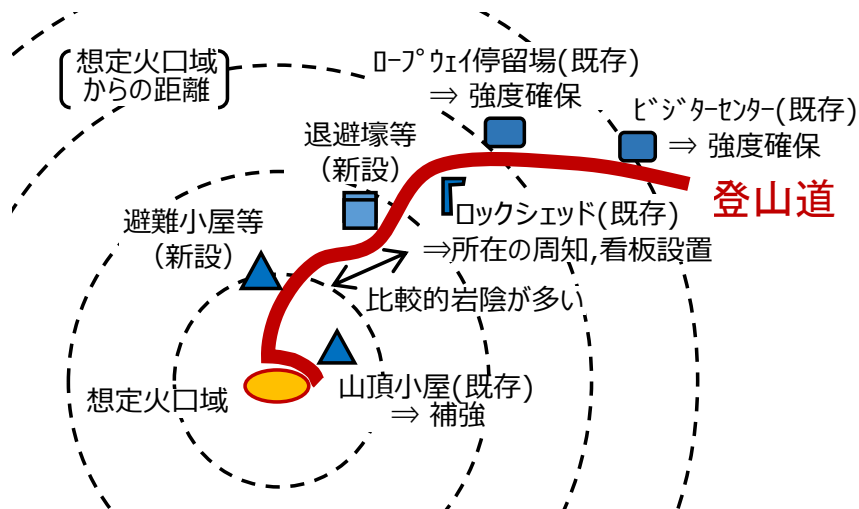 想定火口域
からの距離
ﾛｰﾌﾟｳｪｲ停留場(既存)
⇒ 強度確保
ﾋﾞｼﾞﾀｰｾﾝﾀｰ(既存)
⇒ 強度確保
退避壕等
(新設)
登山道
避難小屋等
(新設)
ロックシェッド(既存)
⇒所在の周知,看板設置
比較的岩陰が多い
想定火口域
山頂小屋(既存)
⇒ 補強